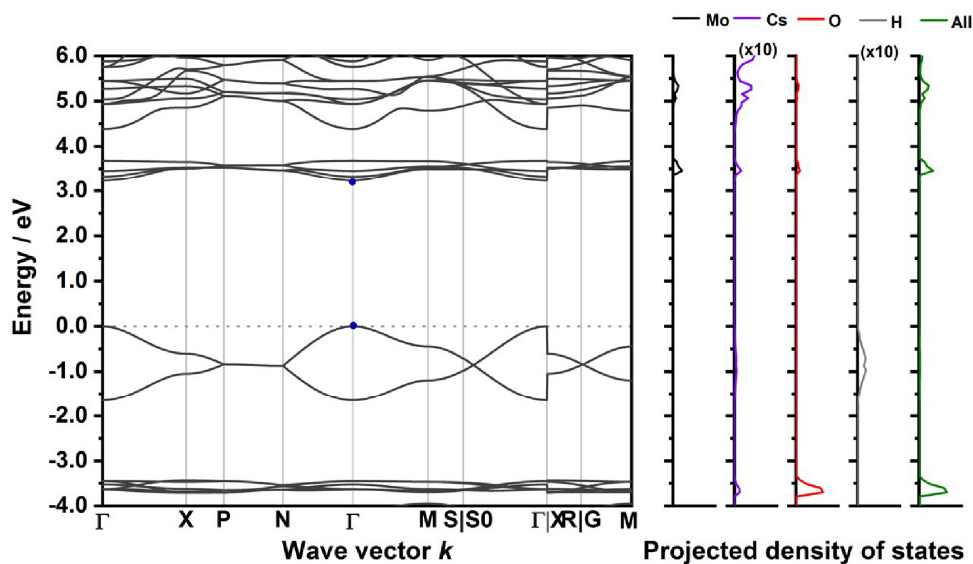 Mo Cs O H All
(x10) (x10)
6.0
5.0
4.0
3.0
2.0
1.0
0.0
-1.0
-2.0
-3.0
-4.0
Energy / eV
Γ X P N Γ M S|S0 Γ|XR|G M
Wave vector k
Projected density of states